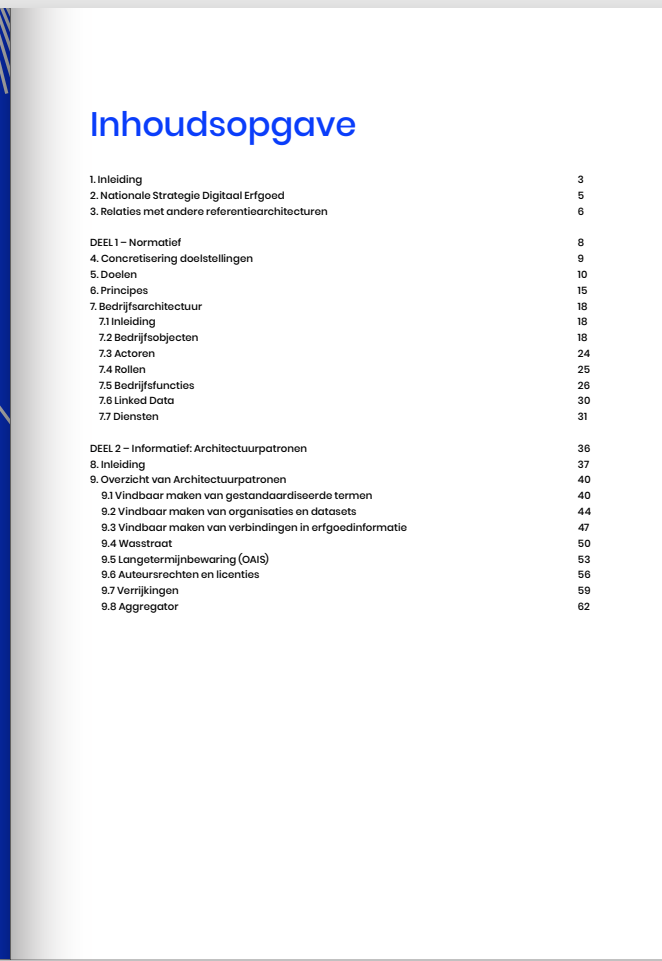 Inhoudsopgave
1. Inleiding 3
2. Nationale Strategie Digitaal Erfgoed 5
3. Relaties met andere referentiearchitecturen 6
DEEL 1 – Normatief 8
4. Concretisering doelstellingen 9
5. Doelen 10
6. Principes 15
7. Bedrijfsarchitectuur 18
7.1 Inleiding 18
7.2 Bedrijfsobjecten 18
7.3 Actoren 24
7.4 Rollen 25
7.5 Bedrijfsfuncties 26
7.6 Linked Data 30
7.7 Diensten 31
DEEL 2 – Informatief: Architectuurpatronen 36
8. Inleiding 37
9. Overzicht van Architectuurpatronen 40
9.1 Vindbaar maken van gestandaardiseerde termen 40
9.2 Vindbaar maken van organisaties en datasets 44
9.3 Vindbaar maken van verbindingen in erfgoedinformatie 47
9.4 Wasstraat 50
9.5 Langetermijnbewaring (OAIS) 53
9.6 Auteursrechten en licenties 56
9.7 Verrijkingen 59
9.8 Aggregator 62